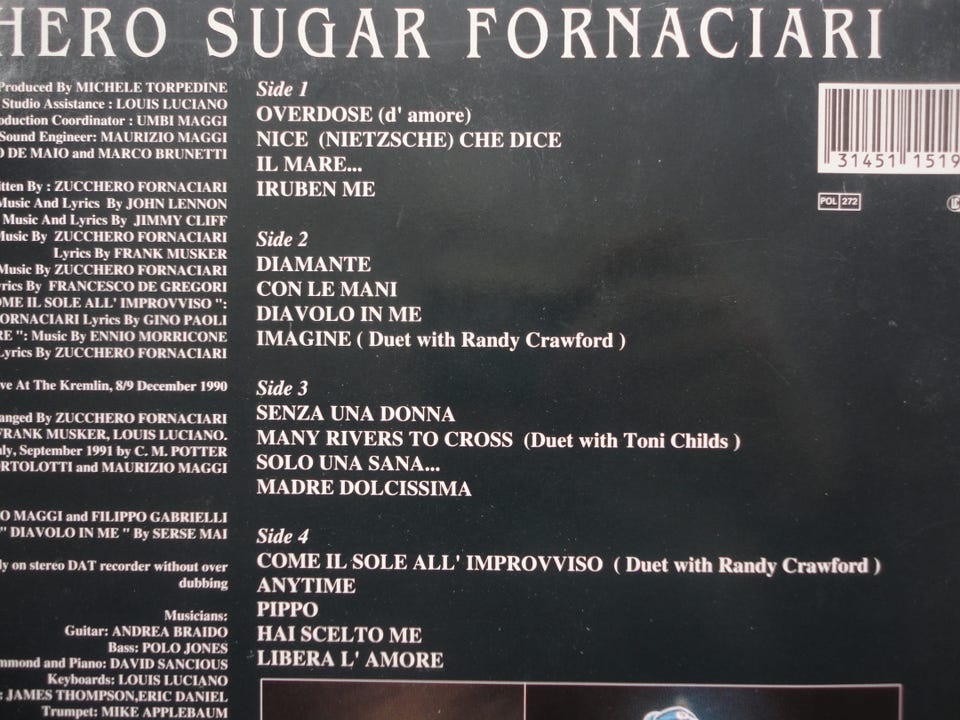 HERO SUGAR FORNACIARI
Produced By MICHELE TORPEDINE
Studio Assistance : LOUIS LUCIANO
oduction Coordinator : UMBI MAGGI
Sound Engineer: MAURIZIO MAGGI
O DE MAIO and MARCO BRUNETTI
itten By : ZUCCHERO FORNACIARI
Music And Lyrics By JOHN LENNON
Music And Lyrics By JIMMY CLIFF
Music By ZUCCHERO FORNACIARI
Lyrics By FRANK MUSKER
Music By ZUCCHERO FORNACIARI
yrics By FRANCESCO DE GREGORI
OME IL SOLE ALL' IMPROVVISO ":
ORNACIARI Lyrics By GINO PAOLI
RE ": Music By ENNIO MORRICONE
Lyrics By ZUCCHERO FORNACIARI
ve At The Kremlin, 8/9 December 1990
anged By ZUCCHERO FORNACIARI
FRANK MUSKER, LOUIS LUCIANO.
aly, September 1991 by C. M. POTTER
ORTOLOTTI and MAURIZIO MAGGI
O MAGGI and FILIPPO GABRIELLI
" DIAVOLO IN ME " By SERSE MAI
ly on stereo DAT recorder without over
dubbing
Musicians:
Guitar: ANDREA BRAIDO
Bass: POLO JONES
mmond and Piano: DAVID SANCIOUS
Keyboards: LOUIS LUCIANO
: JAMES THOMPSON,ERIC DANIEL
Trumpet: MIKE APPLEBAUM
Side 1
OVERDOSE (d' amore)
NICE (NIETZSCHE) CHE DICE
IL MARE...
IRUBEN ME
Side 2
DIAMANTE
CON LE MANI
DIAVOLO IN ME
IMAGINE ( Duet with Randy Crawford )
Side 3
SENZA UNA DONNA
MANY RIVERS TO CROSS (Duet with Toni Childs )
SOLO UNA SANA...
MADRE DOLCISSIMA
Side 4
COME IL SOLE ALL' IMPROVVISO ( Duet with Randy Crawford )
ANYTIME
PIPPO
HAI SCELTO ME
LIBERA L' AMORE
31451 1519
POL 272